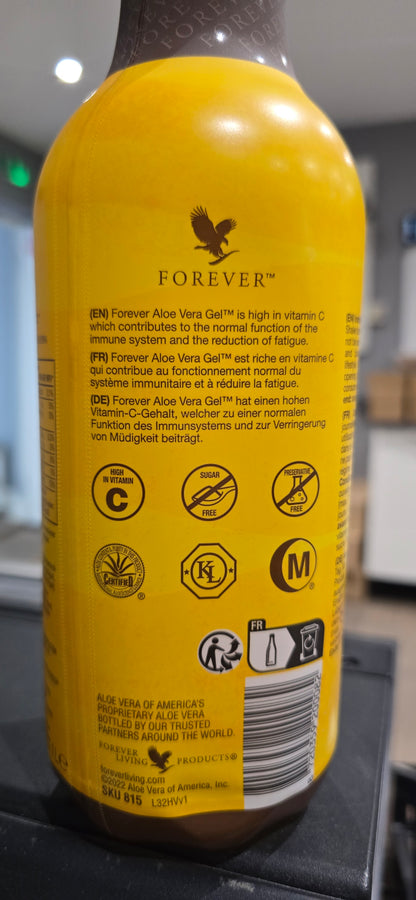 FOREVER
FOREVER™
(EN) Forever Aloe Vera Gel™ is high in vitamin C
which contributes to the normal function of the
immune system and the reduction of fatigue.
(FR) Forever Aloe Vera Gel™ est riche en vitamine C
qui contribue au fonctionnement normal du
système immunitaire et à réduire la fatigue.
(DE) Forever Aloe Vera Gel™ hat einen hohen
Vitamin-C-Gehalt, welcher zu einer normalen
Funktion des Immunsystems und zur Verringerung
von Müdigkeit beiträgt.
HIGH
IN VITAMIN
C
SUGAR
FREE
PRESERVATIVE
FREE
CERTIFIED
®
KL
M
®
FR
ALOE VERA OF AMERICA'S
PROPRIETARY ALOE VERA
BOTTLED BY OUR TRUSTED
PARTNERS AROUND THE WORLD.
FOREVER
LIVING PRODUCTS®
foreverliving.com
©2022 Aloe Vera of America, Inc.
SKU 815 L32HVV1